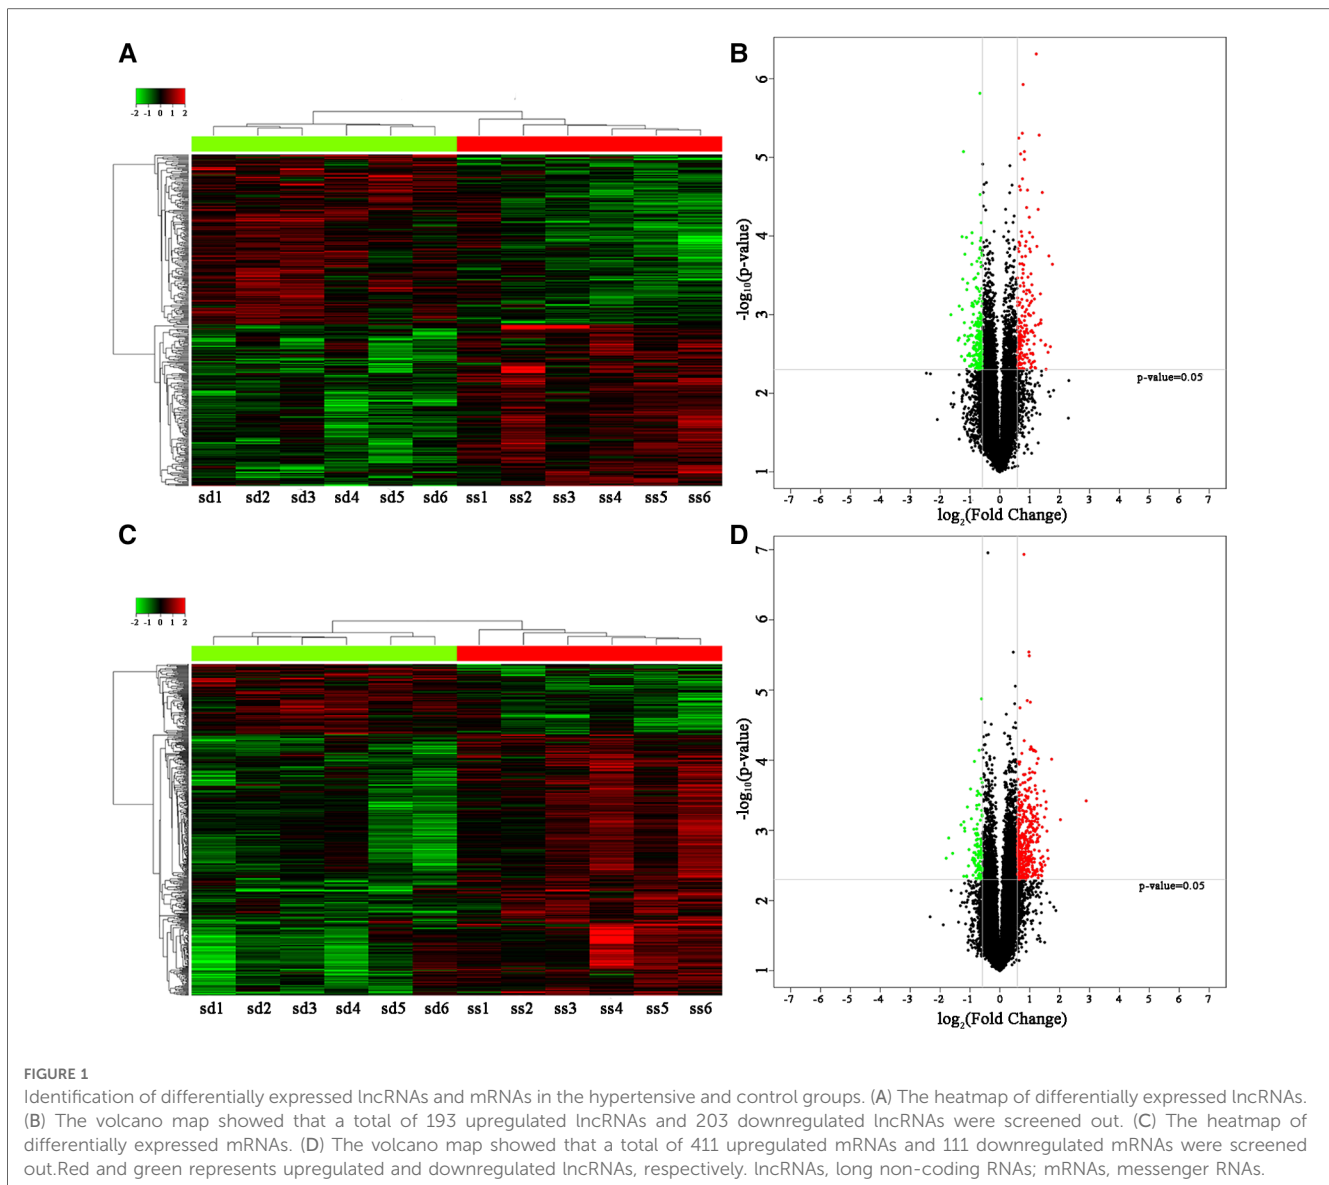 A
B
-2 -1 0 1 2
sd1 sd2 sd3 sd4 sd5 sd6 ss1 ss2 ss3 ss4 ss5 ss6
-log10(p-value)
6
5
4
3
2
1
p-value=0.05
-7 -6 -5 -4 -3 -2 -1 0 1 2 3 4 5 6 7
log2(Fold Change)
C
D
-2 -1 0 1 2
sd1 sd2 sd3 sd4 sd5 sd6 ss1 ss2 ss3 ss4 ss5 ss6
-log10(p-value)
7
6
5
4
3
2
1
p-value=0.05
-7 -6 -5 -4 -3 -2 -1 0 1 2 3 4 5 6 7
log2(Fold Change)
FIGURE 1
Identification of differentially expressed lncRNAs and mRNAs in the hypertensive and control groups. (A) The heatmap of differentially expressed lncRNAs.
(B) The volcano map showed that a total of 193 upregulated lncRNAs and 203 downregulated lncRNAs were screened out. (C) The heatmap of
differentially expressed mRNAs. (D) The volcano map showed that a total of 411 upregulated mRNAs and 111 downregulated mRNAs were screened
out.Red and green represents upregulated and downregulated lncRNAs, respectively. lncRNAs, long non-coding RNAs; mRNAs, messenger RNAs.